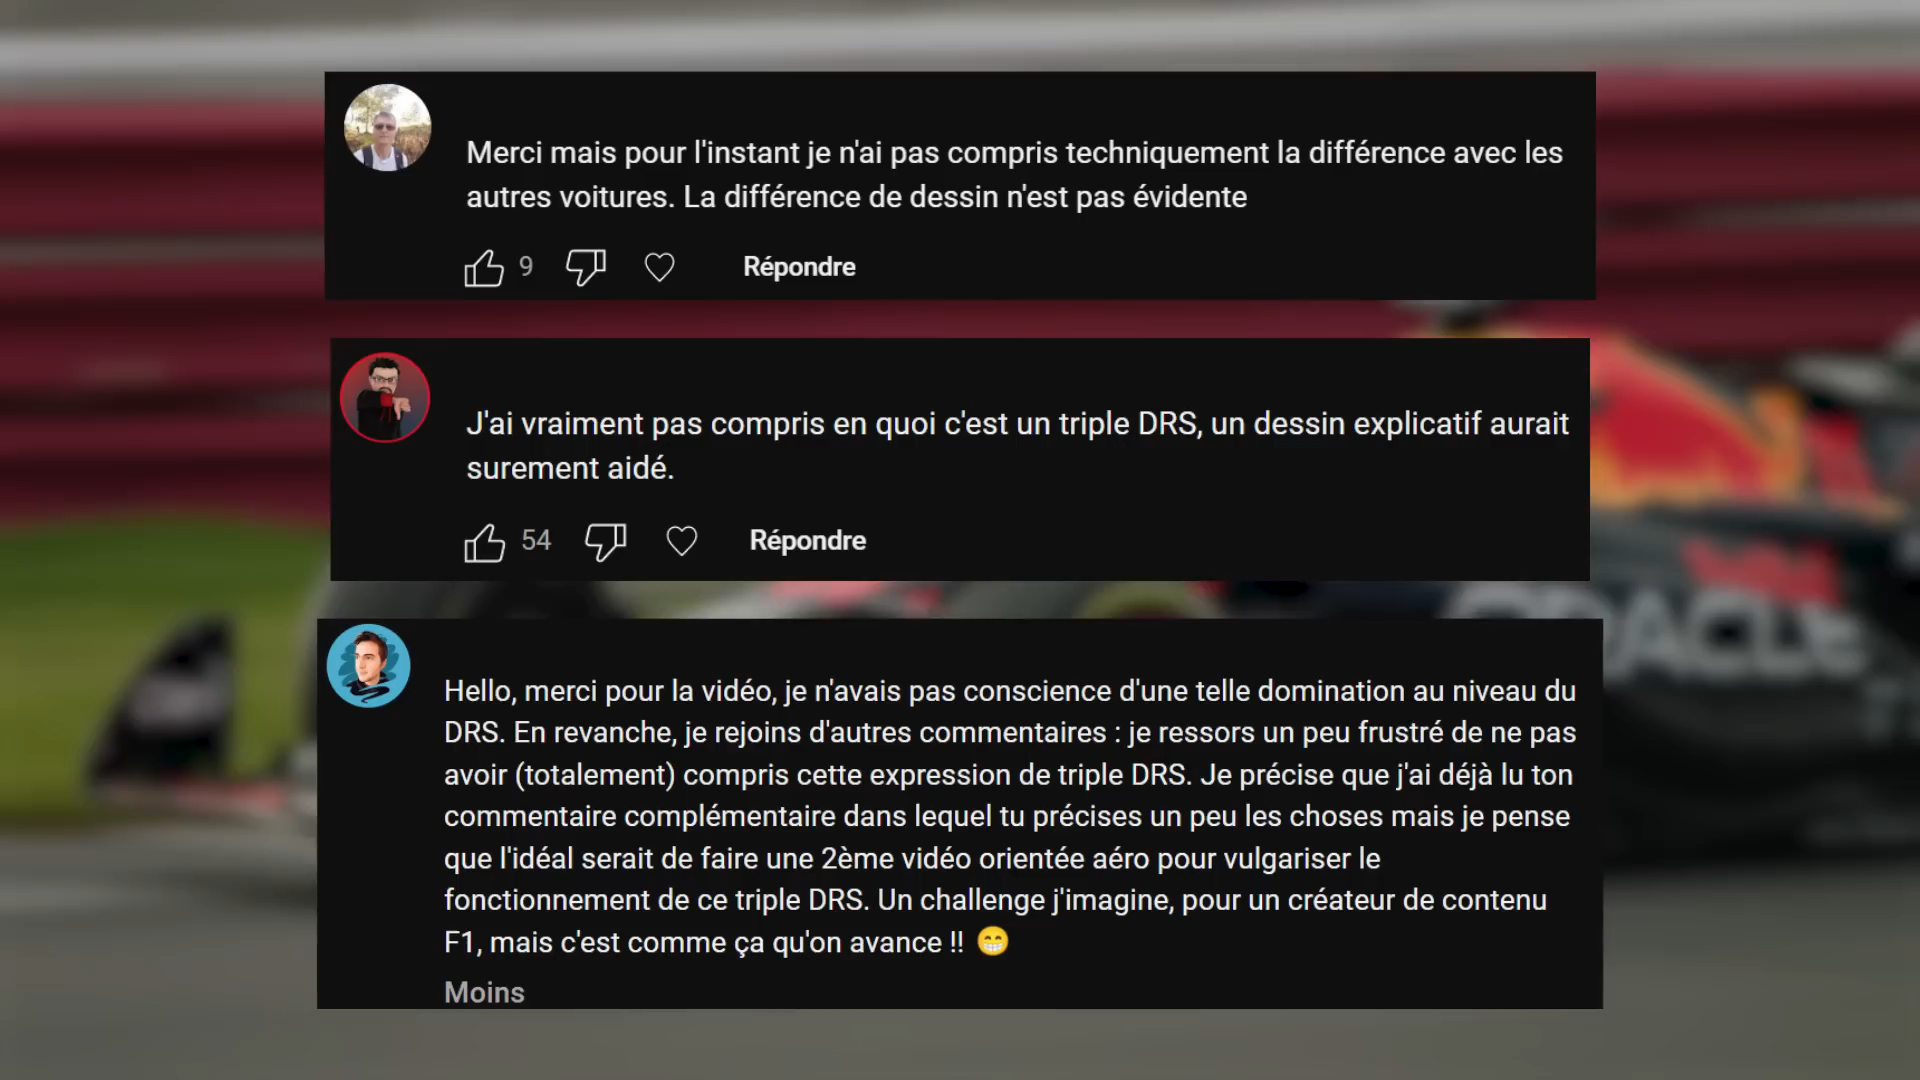 Merci mais pour l'instant je n'ai pas compris techniquement la différence avec les
autres voitures. La différence de dessin n'est pas évidente
9
Répondre
J'ai vraiment pas compris en quoi c'est un triple DRS, un dessin explicatif aurait
surement aidé.
54
Répondre
Hello, merci pour la vidéo, je n'avais pas conscience d'une telle domination au niveau du
DRS. En revanche, je rejoins d'autres commentaires : je ressors un peu frustré de ne pas
avoir (totalement) compris cette expression de triple DRS. Je précise que j'ai déjà lu ton
commentaire complémentaire dans lequel tu précises un peu les choses mais je pense
que l'idéal serait de faire une 2ème vidéo orientée aéro pour vulgariser le
fonctionnement de ce triple DRS. Un challenge j'imagine, pour un créateur de contenu
F1, mais c'est comme ça qu'on avance !! 😁
Moins
ORACLE